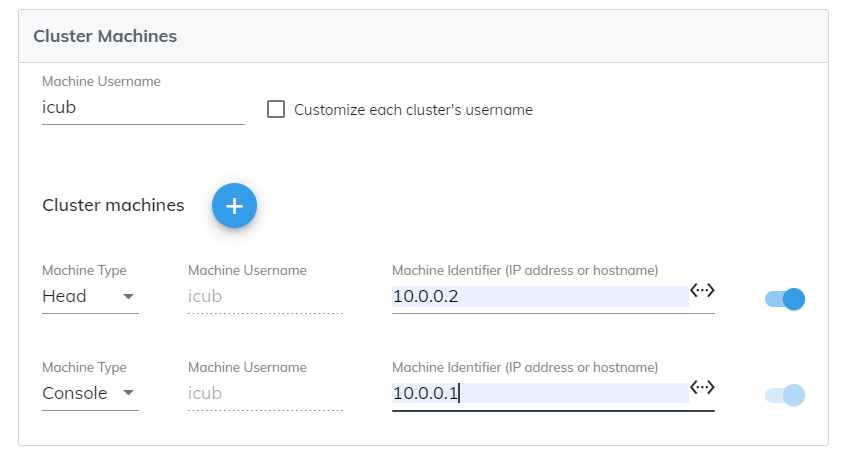 Cluster Machines
Machine Username
icub
Customize each cluster's username
Cluster machines
Machine Type Machine Username Machine Identifier (IP address or hostname)
Head icub 10.0.0.2
Machine Type Machine Username Machine Identifier (IP address or hostname)
Console icub 10.0.0.1